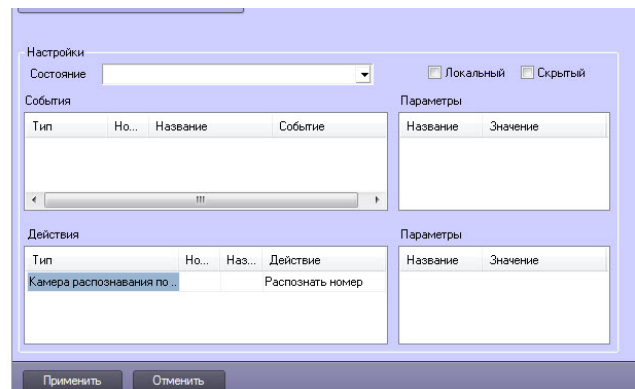 Настройки
Состояние
Локальный Скрытый
События
Параметры
Тип Но... Название Событие
Название Значение
Действия
Параметры
Тип Но... Наз... Действие
Название Значение
Камера распознавания по .. Распознать номер
Применить Отменить